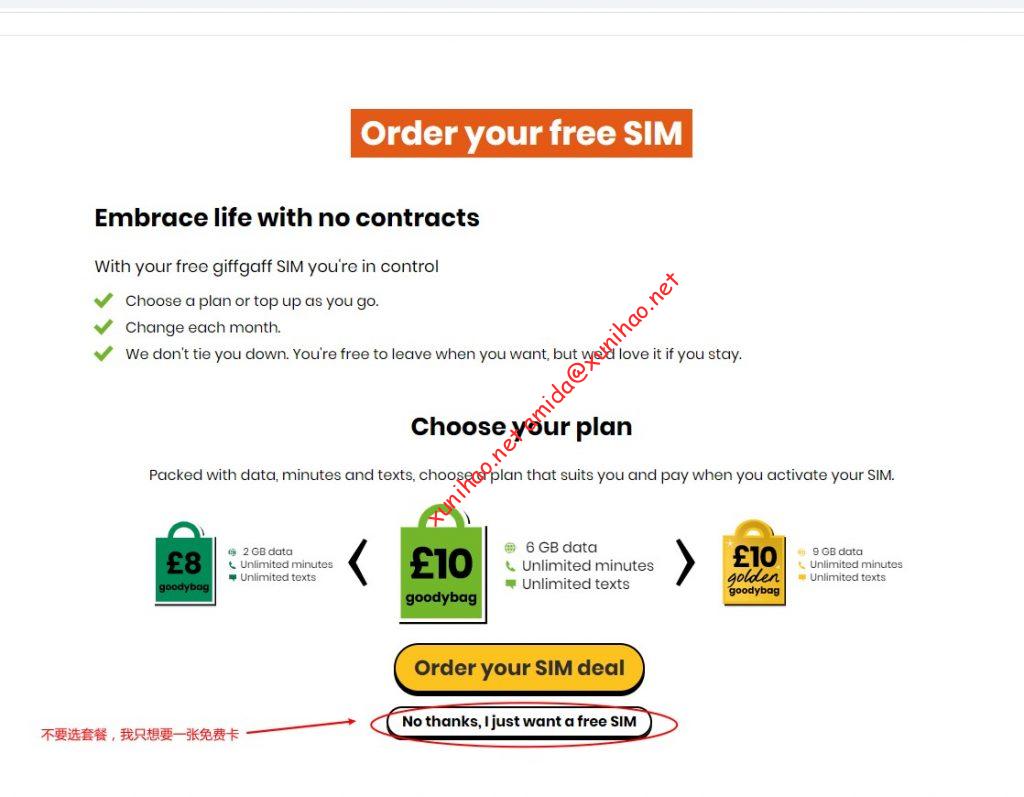 Order your free SIM
Embrace life with no contracts
With your free giffgaff SIM you're in control
Choose a plan or top up as you go.
Change each month.
We don't tie you down. You're free to leave when you want, but we'd love it if you stay.
Choose your plan
Packed with data, minutes and texts, choose a plan that suits you and pay when you activate your SIM.
£8
goodybag
2 GB data
Unlimited minutes
Unlimited texts
£10
goodybag
6 GB data
Unlimited minutes
Unlimited texts
£10
golden
goodybag
9 GB data
Unlimited minutes
Unlimited texts
Order your SIM deal
No thanks, I just want a free SIM
不要选套餐，我只想要一张免费卡
xunihao.net amida@xunihao.net